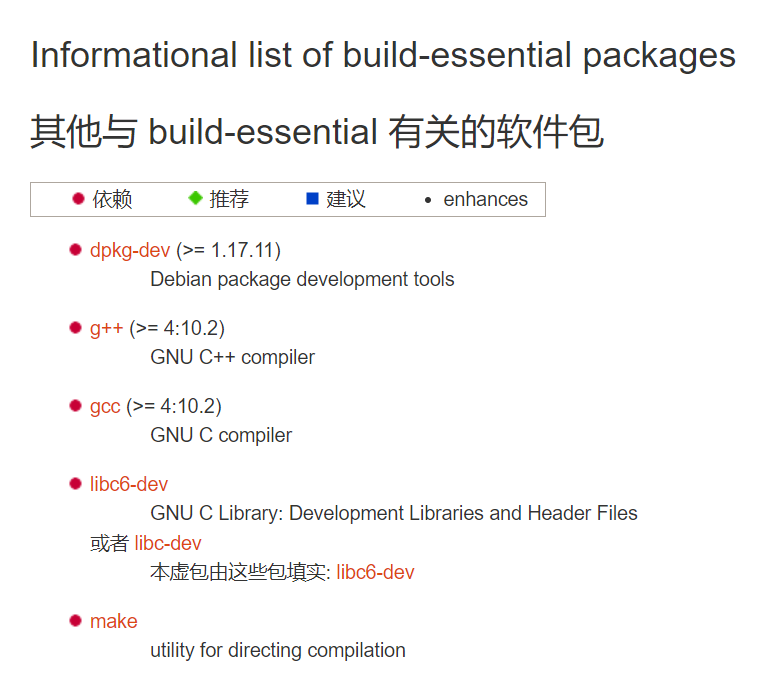 Informational list of build-essential packages
其他与 build-essential 有关的软件包
依赖 推荐 建议 enhances
dpkg-dev (>= 1.17.11)
Debian package development tools
g++ (>= 4:10.2)
GNU C++ compiler
gcc (>= 4:10.2)
GNU C compiler
libc6-dev
GNU C Library: Development Libraries and Header Files
或者 libc-dev
本虚包由这些包填实: libc6-dev
make
utility for directing compilation